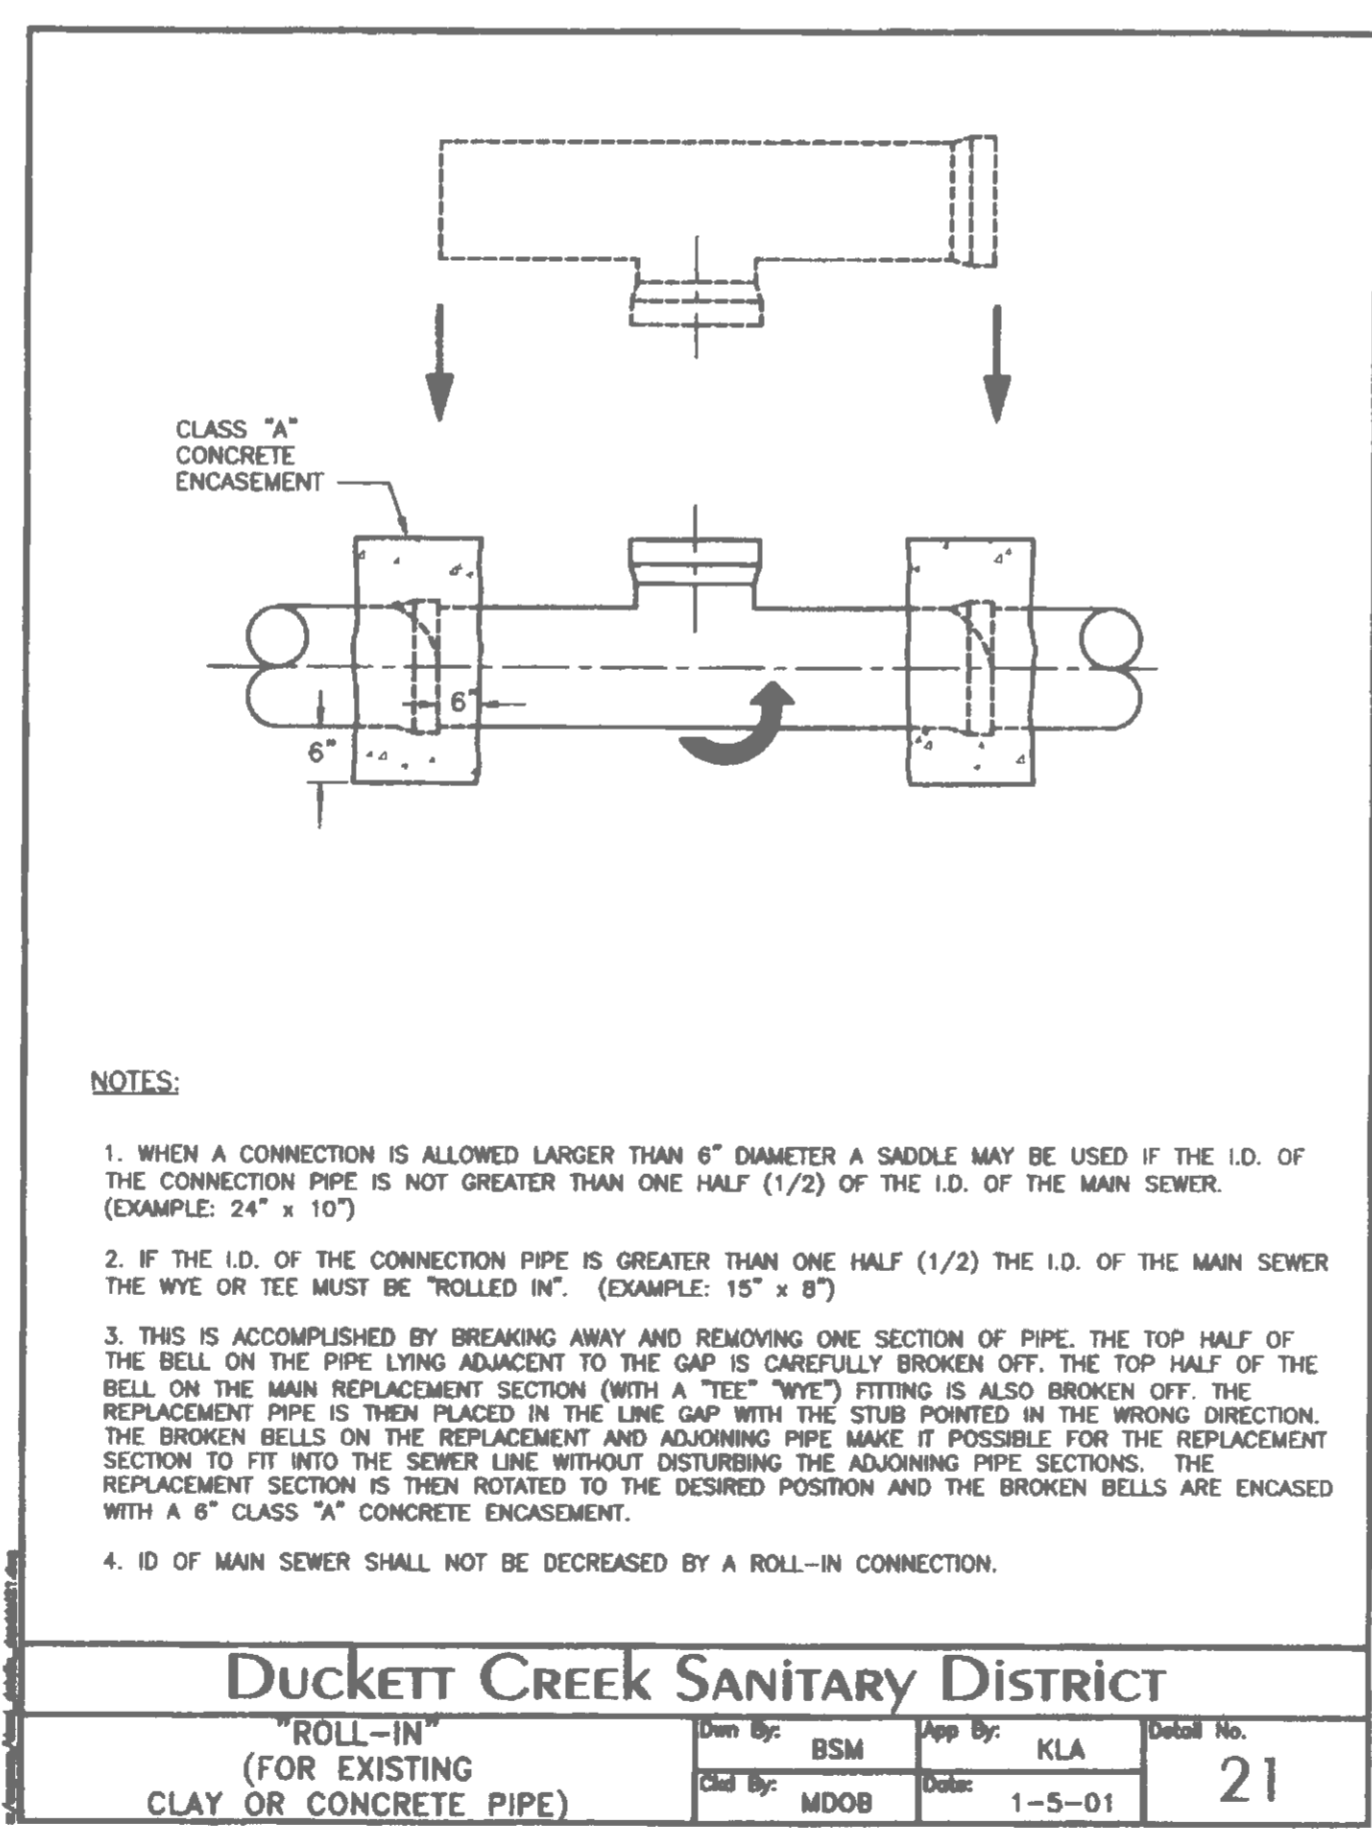 CLASS "A"
CONCRETE
ENCASEMENT
6"
6"
NOTES:
1. WHEN A CONNECTION IS ALLOWED LARGER THAN 6" DIAMETER A SADDLE MAY BE USED IF THE I.D. OF
THE CONNECTION PIPE IS NOT GREATER THAN ONE HALF (1/2) OF THE I.D. OF THE MAIN SEWER.
(EXAMPLE: 24" x 10")
2. IF THE I.D. OF THE CONNECTION PIPE IS GREATER THAN ONE HALF (1/2) THE I.D. OF THE MAIN SEWER
THE WYE OR TEE MUST BE "ROLLED IN". (EXAMPLE: 15" x 8")
3. THIS IS ACCOMPLISHED BY BREAKING AWAY AND REMOVING ONE SECTION OF PIPE. THE TOP HALF OF
THE BELL ON THE PIPE LYING ADJACENT TO THE GAP IS CAREFULLY BROKEN OFF. THE TOP HALF OF THE
BELL ON THE MAIN REPLACEMENT SECTION (WITH A "TEE" "WYE") FITTING IS ALSO BROKEN OFF. THE
REPLACEMENT PIPE IS THEN PLACED IN THE LINE GAP WITH THE STUB POINTED IN THE WRONG DIRECTION.
THE BROKEN BELLS ON THE REPLACEMENT AND ADJOINING PIPE MAKE IT POSSIBLE FOR THE REPLACEMENT
SECTION TO FIT INTO THE SEWER LINE WITHOUT DISTURBING THE ADJOINING PIPE SECTIONS. THE
REPLACEMENT SECTION IS THEN ROTATED TO THE DESIRED POSITION AND THE BROKEN BELLS ARE ENCASED
WITH A 6" CLASS "A" CONCRETE ENCASEMENT.
4. ID OF MAIN SEWER SHALL NOT BE DECREASED BY A ROLL-IN CONNECTION.
DUCKETT CREEK SANITARY DISTRICT
"ROLL-IN"
(FOR EXISTING
CLAY OR CONCRETE PIPE)
Dwn By: BSM
App By: KLA
Ckd By: MDOB
Date: 1-5-01
Detail No.
21